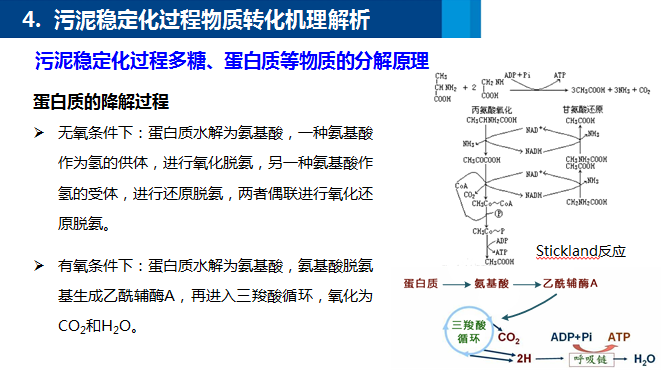 4. 污泥稳定化过程物质转化机理解析
污泥稳定化过程多糖、蛋白质等物质的分解原理
蛋白质的降解过程
➢ 无氧条件下：蛋白质水解为氨基酸，一种氨基酸
作为氢的供体，进行氧化脱氨，另一种氨基酸作
氢的受体，进行还原脱氨，两者偶联进行氧化还
原脱氨。
➢ 有氧条件下：蛋白质水解为氨基酸，氨基酸脱氨
基生成乙酰辅酶A，再进入三羧酸循环，氧化为
CO₂和H₂O。
CH₃
CHNH₂ + 2 CH₂NH
COOH COOH
ADP+Pi ATP
3CH₃COOH + 3NH₃ + CO₂
丙氨酸氧化 甘氨酸还原
CH₃CHNH₂COOH CH₃COOH
NAD⁺
NH₃ NH₃
NADH
CH₃COCOOH CH₂NH₂COOH
CH₃COOH
NAD⁺
CoA NH₃
CO₂
NADH
CH₃Co～CoA CH₂NH₂COOH
P
CH₃Co～P
ADP
ATP
CH₃COOH
Stickland反应
蛋白质 氨基酸 乙酰辅酶A
三羧酸
循环
CO₂
ADP+Pi ATP
2H 呼吸链 H₂O